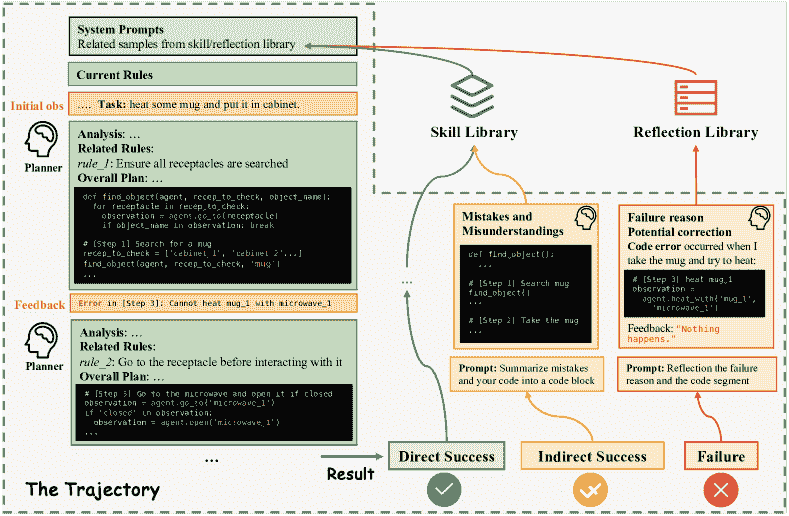 System Prompts
Related samples from skill/reflection library
Current Rules
Initial obs
.... Task: heat some mug and put it in cabinet.
Planner
Analysis: ...
Related Rules:
rule_1: Ensure all receptacles are searched
Overall Plan: ...
def find_object(agent, recep_to_check, object_name):
for receptacle in recep_to_check:
observation = agent.go_to(receptacle)
if object_name in observation: break
# [Step 1] Search for a mug
recep_to_check = ['cabinet_1', 'cabinet_2'...]
find_object(agent, recep_to_check, 'mug')
...
Feedback
Error in [Step 3]: Cannot heat mug_1 with microwave_1
Planner
Analysis: ...
Related Rules:
rule_2: Go to the receptacle before interacting with it
Overall Plan: ...
# [Step 3] Go to the microwave and open it if closed
observation = agent.go_to('microwave_1')
if 'closed' in observation:
observation = agent.open('microwave_1')
...
...
The Trajectory
Result
Skill Library
Reflection Library
...
Mistakes and
Misunderstandings
def find_object():
...
# [Step 1] Search mug
find_object()
...
# [Step 2] Take the mug
...
Prompt: Summarize mistakes
and your code into a code block
Failure reason
Potential correction
Code error occurred when I
take the mug and try to heat:
# [Step 3] heat mug_1
observation =
agent.heat_with('mug_1',
'microwave_1')
Feedback: "Nothing
happens."
Prompt: Reflection the failure
reason and the code segment
Direct Success
Indirect Success
Failure